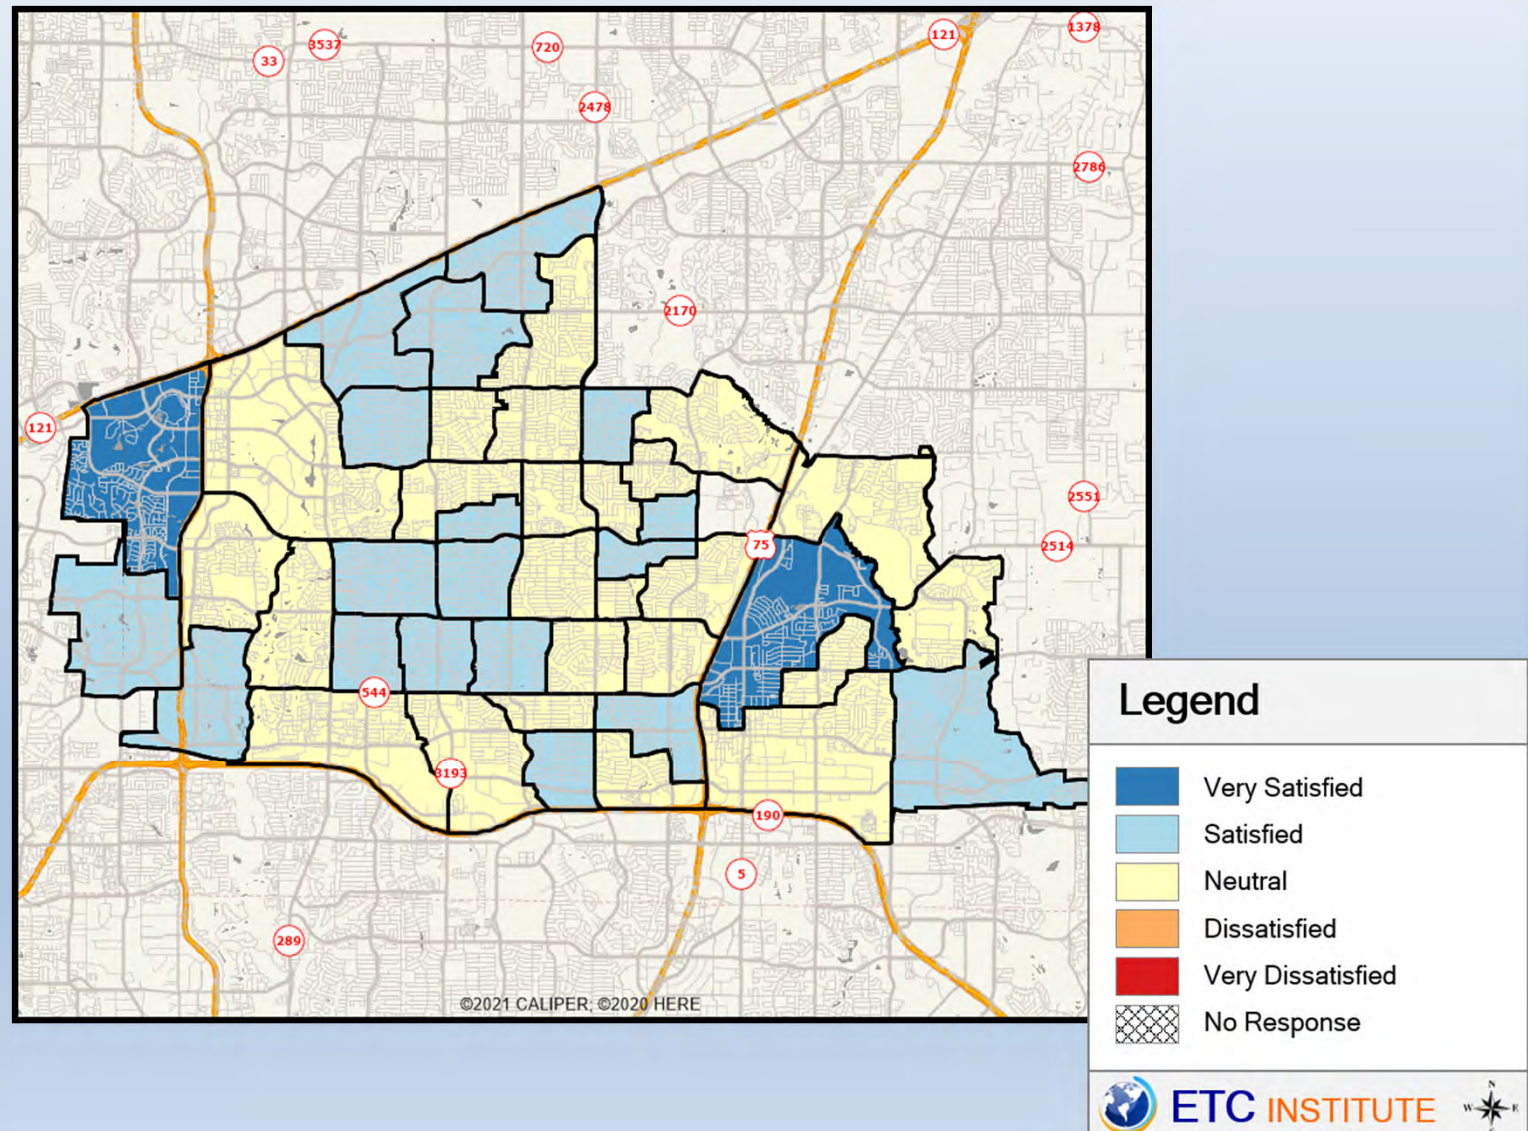 121
1378
3537
720
33
2478
2786
2170
121
2551
75
2514
544
3193
190
5
289
©2021 CALIPER; ©2020 HERE
Legend
Very Satisfied
Satisfied
Neutral
Dissatisfied
Very Dissatisfied
No Response
ETC INSTITUTE
N
W E
S